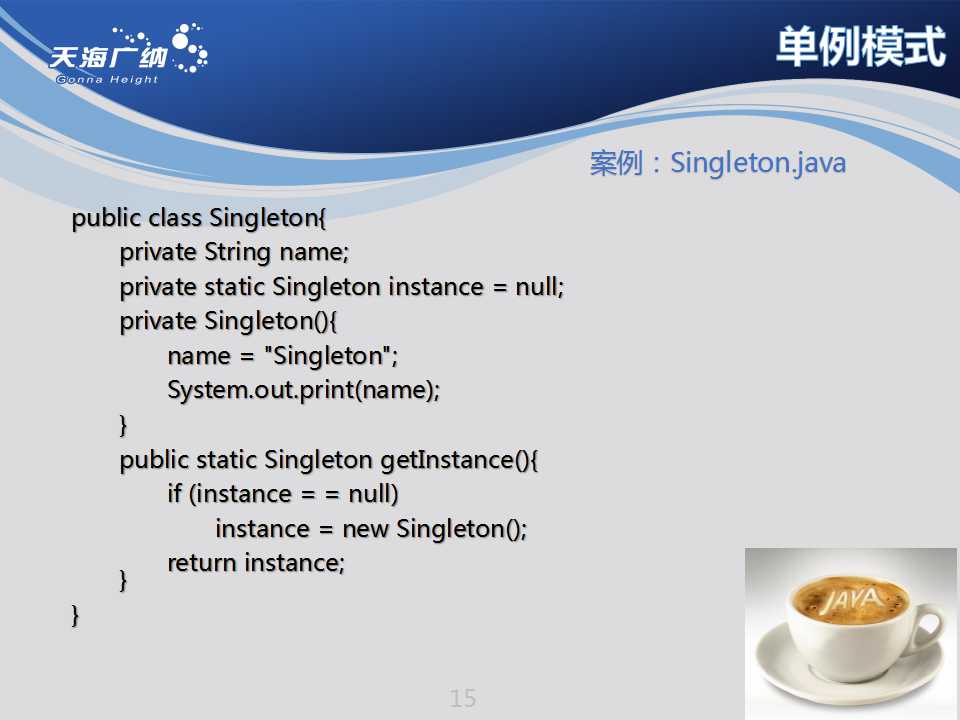 天海广纳
Gonna Height
单例模式
案例：Singleton.java
public class Singleton{
private String name;
private static Singleton instance = null;
private Singleton(){
name = "Singleton";
System.out.print(name);
}
public static Singleton getInstance(){
if (instance = = null)
instance = new Singleton();
return instance;
}
}
JAVA
15